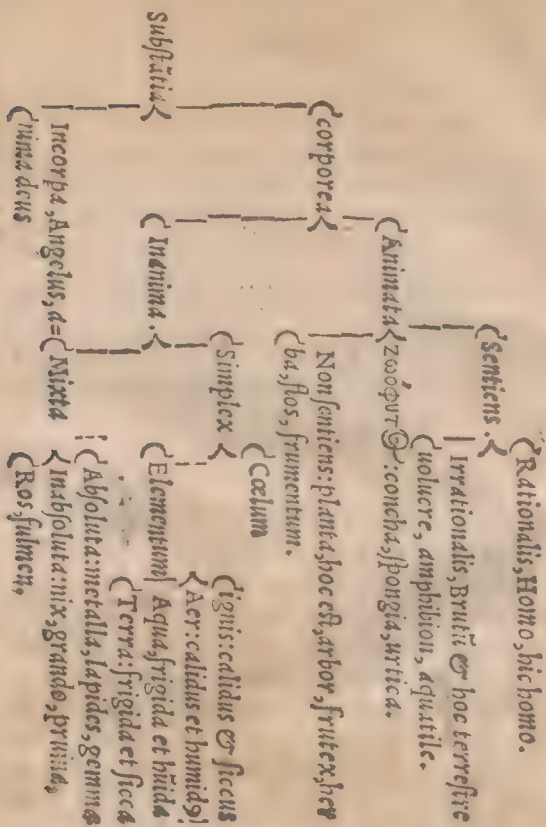 Rationalis, Homo, hic homo.
Sentiens.
Irrationalis, Brutū & hoc terreſtre
uolucre, amphibion, aquatile.
Animata
ζωόφυτ⊙: concha, ſpongia, urtica.
corporea
Non ſentiens: planta, hoc eſt, arbor, frutex, her
ba, flos, frumentum.
Subſtātia
Cœlum
Simplex
Inanima.
ignis: calidus & ſiccus
Aer: calidus et humidꝰ
Elementum
Aqua, frigida et hūida
Terra: frigida et ſicca
Mixta
Abſoluta: metalla, lapides, gemmæ
Inabſoluta: nix, grando, pruina,
Ros, fulmen,
Incorpa, Angelus, a=
nima deus